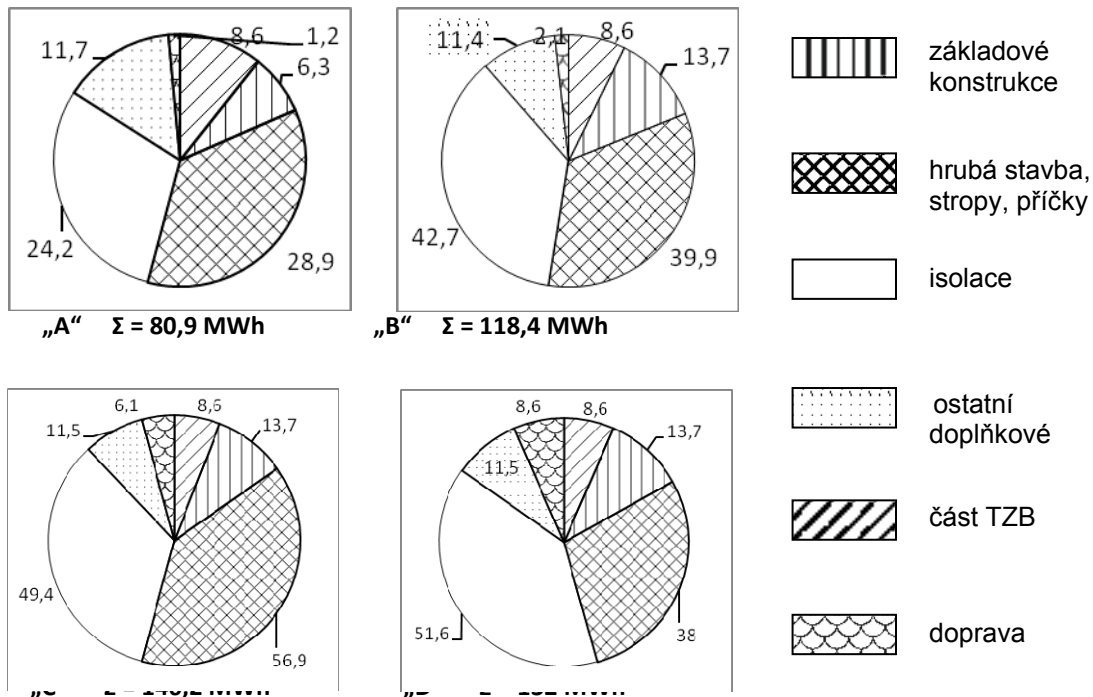 11,7
8,6
1,2
6,3
24,2
28,9
„A“ Σ = 80,9 MWh
11,4
2,1
8,6
13,7
42,7
39,9
„B“ Σ = 118,4 MWh
6,1
8,6
11,5
13,7
49,4
56,9
8,6
8,6
11,5
13,7
51,6
38
základové
konstrukce
hrubá stavba,
stropy, příčky
isolace
ostatní
doplňkové
část TZB
doprava